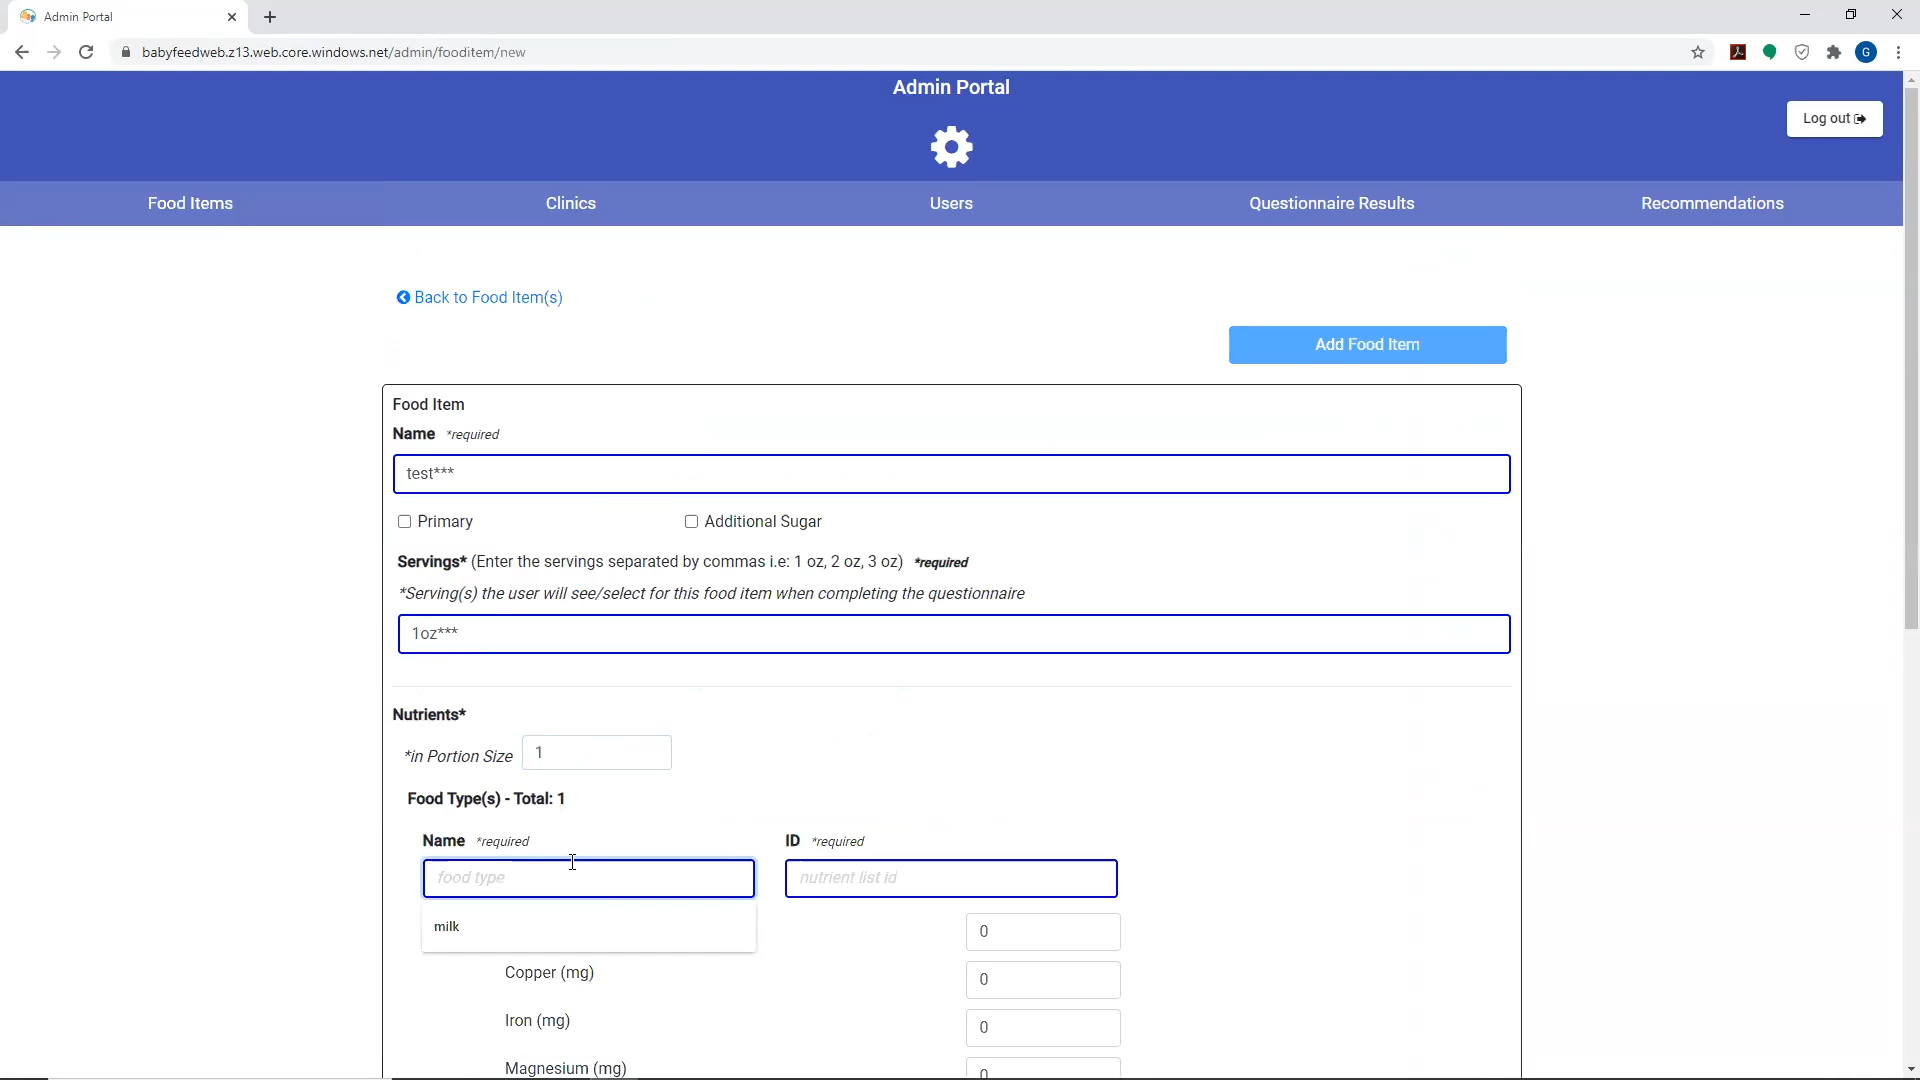 Admin Portal
babyfeedweb.z13.web.core.windows.net/admin/fooditem/new
G
Admin Portal
Log out
Food Items Clinics Users Questionnaire Results Recommendations
Back to Food Item(s)
Add Food Item
Food Item
Name *required
test***
Primary Additional Sugar
Servings* (Enter the servings separated by commas i.e: 1 oz, 2 oz, 3 oz) *required
*Serving(s) the user will see/select for this food item when completing the questionnaire
1oz***
Nutrients*
*in Portion Size 1
Food Type(s) - Total: 1
Name *required ID *required
food type nutrient list id
milk 0
Copper (mg) 0
Iron (mg) 0
Magnesium (mg) 0